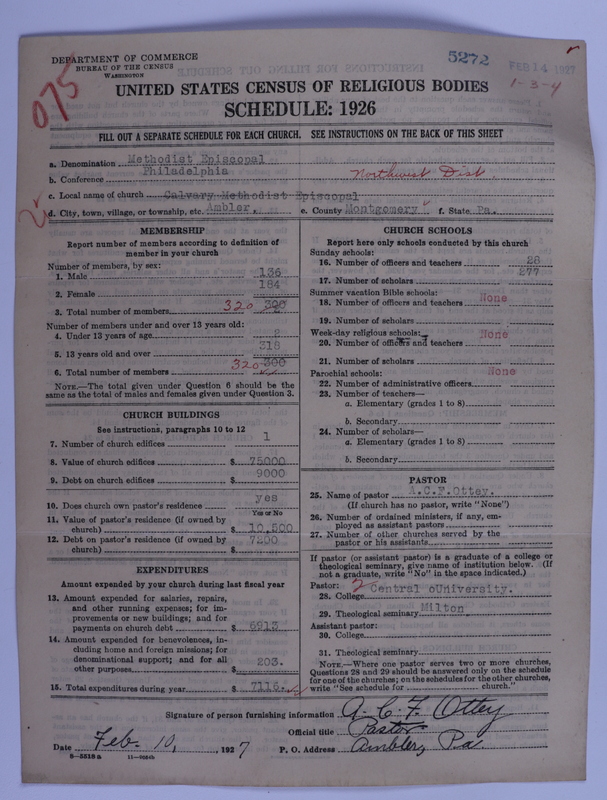 DEPARTMENT OF COMMERCE
BUREAU OF THE CENSUS
WASHINGTON
075
5272
FEB 14 1927
1-3-4
UNITED STATES CENSUS OF RELIGIOUS BODIES
SCHEDULE: 1926
FILL OUT A SEPARATE SCHEDULE FOR EACH CHURCH. SEE INSTRUCTIONS ON THE BACK OF THIS SHEET
a. Denomination Methodist Episcopal
b. Conference Philadelphia Northwest Dist.
c. Local name of church Calvary Methodist Episcopal
d. City, town, village, or township, etc. Ambler. e. County Montgomery f. State Pa.
MEMBERSHIP
Report number of members according to definition of
member in your church
Number of members, by sex:
1. Male 136
2. Female 184
3. Total number of members 320 300
Number of members under and over 13 years old:
4. Under 13 years of age 2
5. 13 years old and over 318
6. Total number of members 320 300
NOTE.—The total given under Question 6 should be the
same as the total of males and females given under Question 3.
CHURCH BUILDINGS
See instructions, paragraphs 10 to 12
7. Number of church edifices 1
8. Value of church edifices $ 75000
9. Debt on church edifices $ 9000
10. Does church own pastor's residence yes
Yes or No
11. Value of pastor's residence (if owned by
church) $ 10,500
12. Debt on pastor's residence (if owned by
church) $ 7200
EXPENDITURES
Amount expended by your church during last fiscal year
13. Amount expended for salaries, repairs,
and other running expenses; for im-
provements or new buildings; and for
payments on church debt $ 6913
14. Amount expended for benevolences, in-
cluding home and foreign missions; for
denominational support; and for all
other purposes $ 203.
15. Total expenditures during year $ 7116.
CHURCH SCHOOLS
Report here only schools conducted by this church
Sunday schools:
16. Number of officers and teachers 28
17. Number of scholars 277
Summer vacation Bible schools:
18. Number of officers and teachers None
19. Number of scholars
Week-day religious schools:
20. Number of officers and teachers None
21. Number of scholars
Parochial schools:
22. Number of administrative officers None
23. Number of teachers—
a. Elementary (grades 1 to 8)
b. Secondary
24. Number of scholars—
a. Elementary (grades 1 to 8)
b. Secondary
PASTOR
25. Name of pastor A.C.F.Ottey.
(If church has no pastor, write "None")
26. Number of ordained ministers, if any, em-
ployed as assistant pastors
27. Number of other churches served by the
pastor or his assistants
If pastor (or assistant pastor) is a graduate of a college or
theological seminary, give name of institution below. (If
not a graduate, write "No" in the space indicated.)
Pastor:
28. College 2 Central oUniversity.
29. Theological seminary Milton
Assistant pastor:
30. College
31. Theological seminary
NOTE.—Where one pastor serves two or more churches,
Questions 28 and 29 should be answered only on the schedule
for one of the churches; on the schedules for the other churches,
write "See schedule for church."
Signature of person furnishing information A. C. F. Ottey
Official title Pastor
Date Feb. 10, 1927 P. O. Address Ambler, Pa
8-5518a